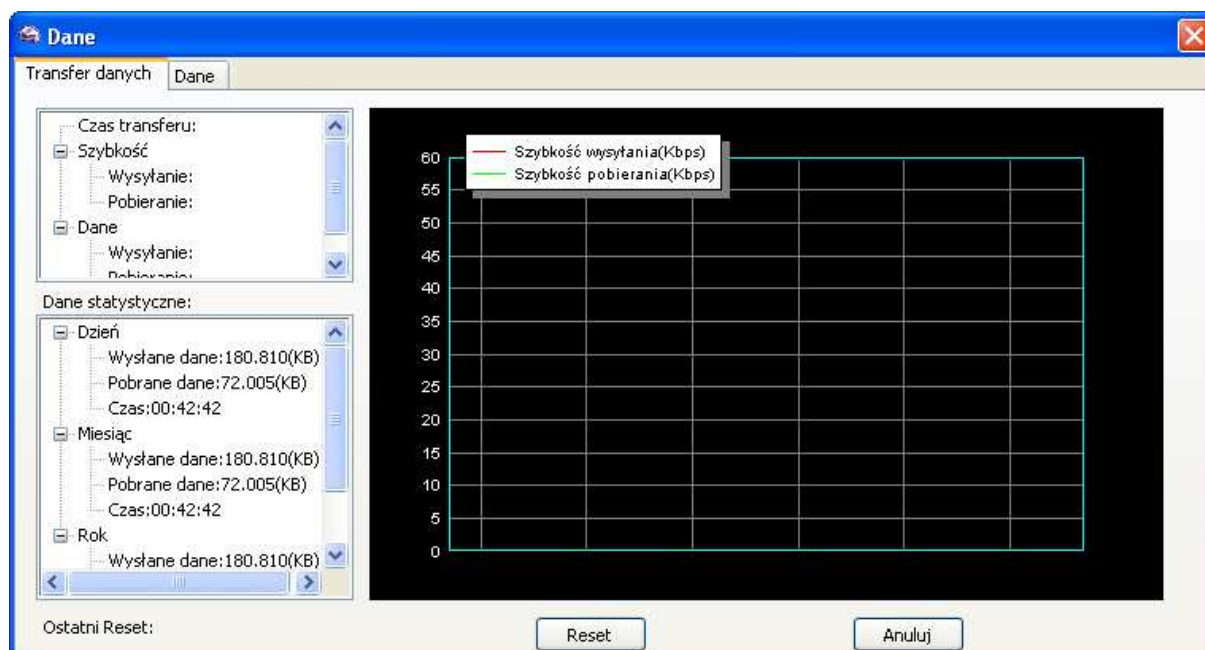 Dane
Transfer danych
Dane
Czas transferu:
Szybkość
Wysyłanie:
Pobieranie:
Dane
Wysyłanie:
Pobieranie:
Dane statystyczne:
Dzień
Wysłane dane:180.810(KB)
Pobrane dane:72.005(KB)
Czas:00:42:42
Miesiąc
Wysłane dane:180.810(KB)
Pobrane dane:72.005(KB)
Czas:00:42:42
Rok
Wysłane dane:180.810(KB)
Ostatni Reset:
Szybkość wysyłania(Kbps)
Szybkość pobierania(Kbps)
60
55
50
45
40
35
30
25
20
15
10
5
0
Reset
Anuluj